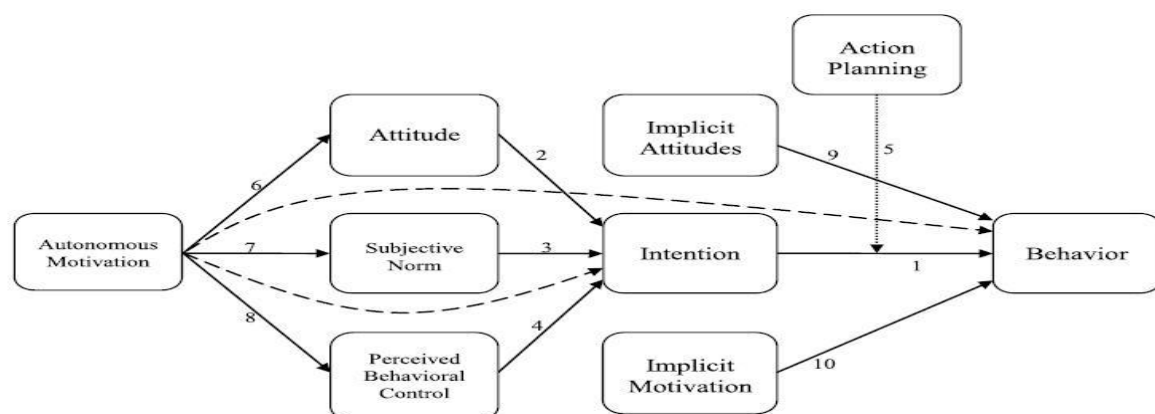 Action
Planning
Attitude
Implicit
Attitudes
2
5
9
6
Autonomous
Motivation
7
Subjective
Norm
3
Intention
1
Behavior
8
4
Perceived
Behavioral
Control
Implicit
Motivation
10